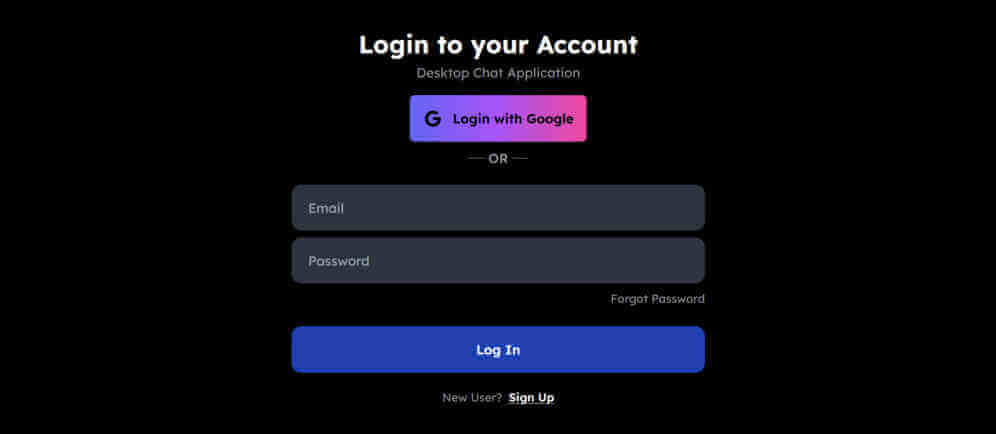 Login to your Account
Desktop Chat Application
G Login with Google
OR
Email
Password
Forgot Password
Log In
New User? Sign Up